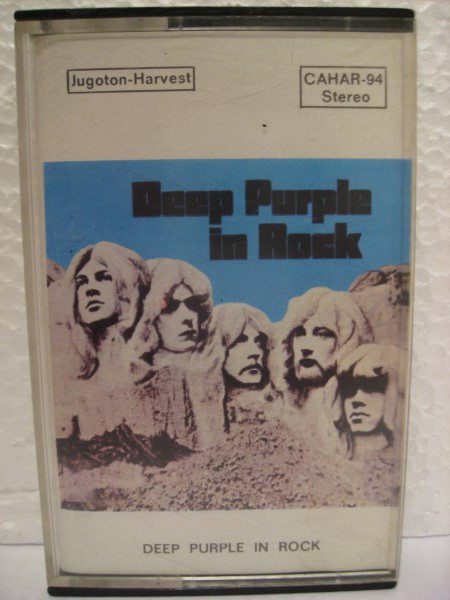 Jugoton-Harvest
CAHAR-94
Stereo
Deep Purple
in Rock
DEEP PURPLE IN ROCK